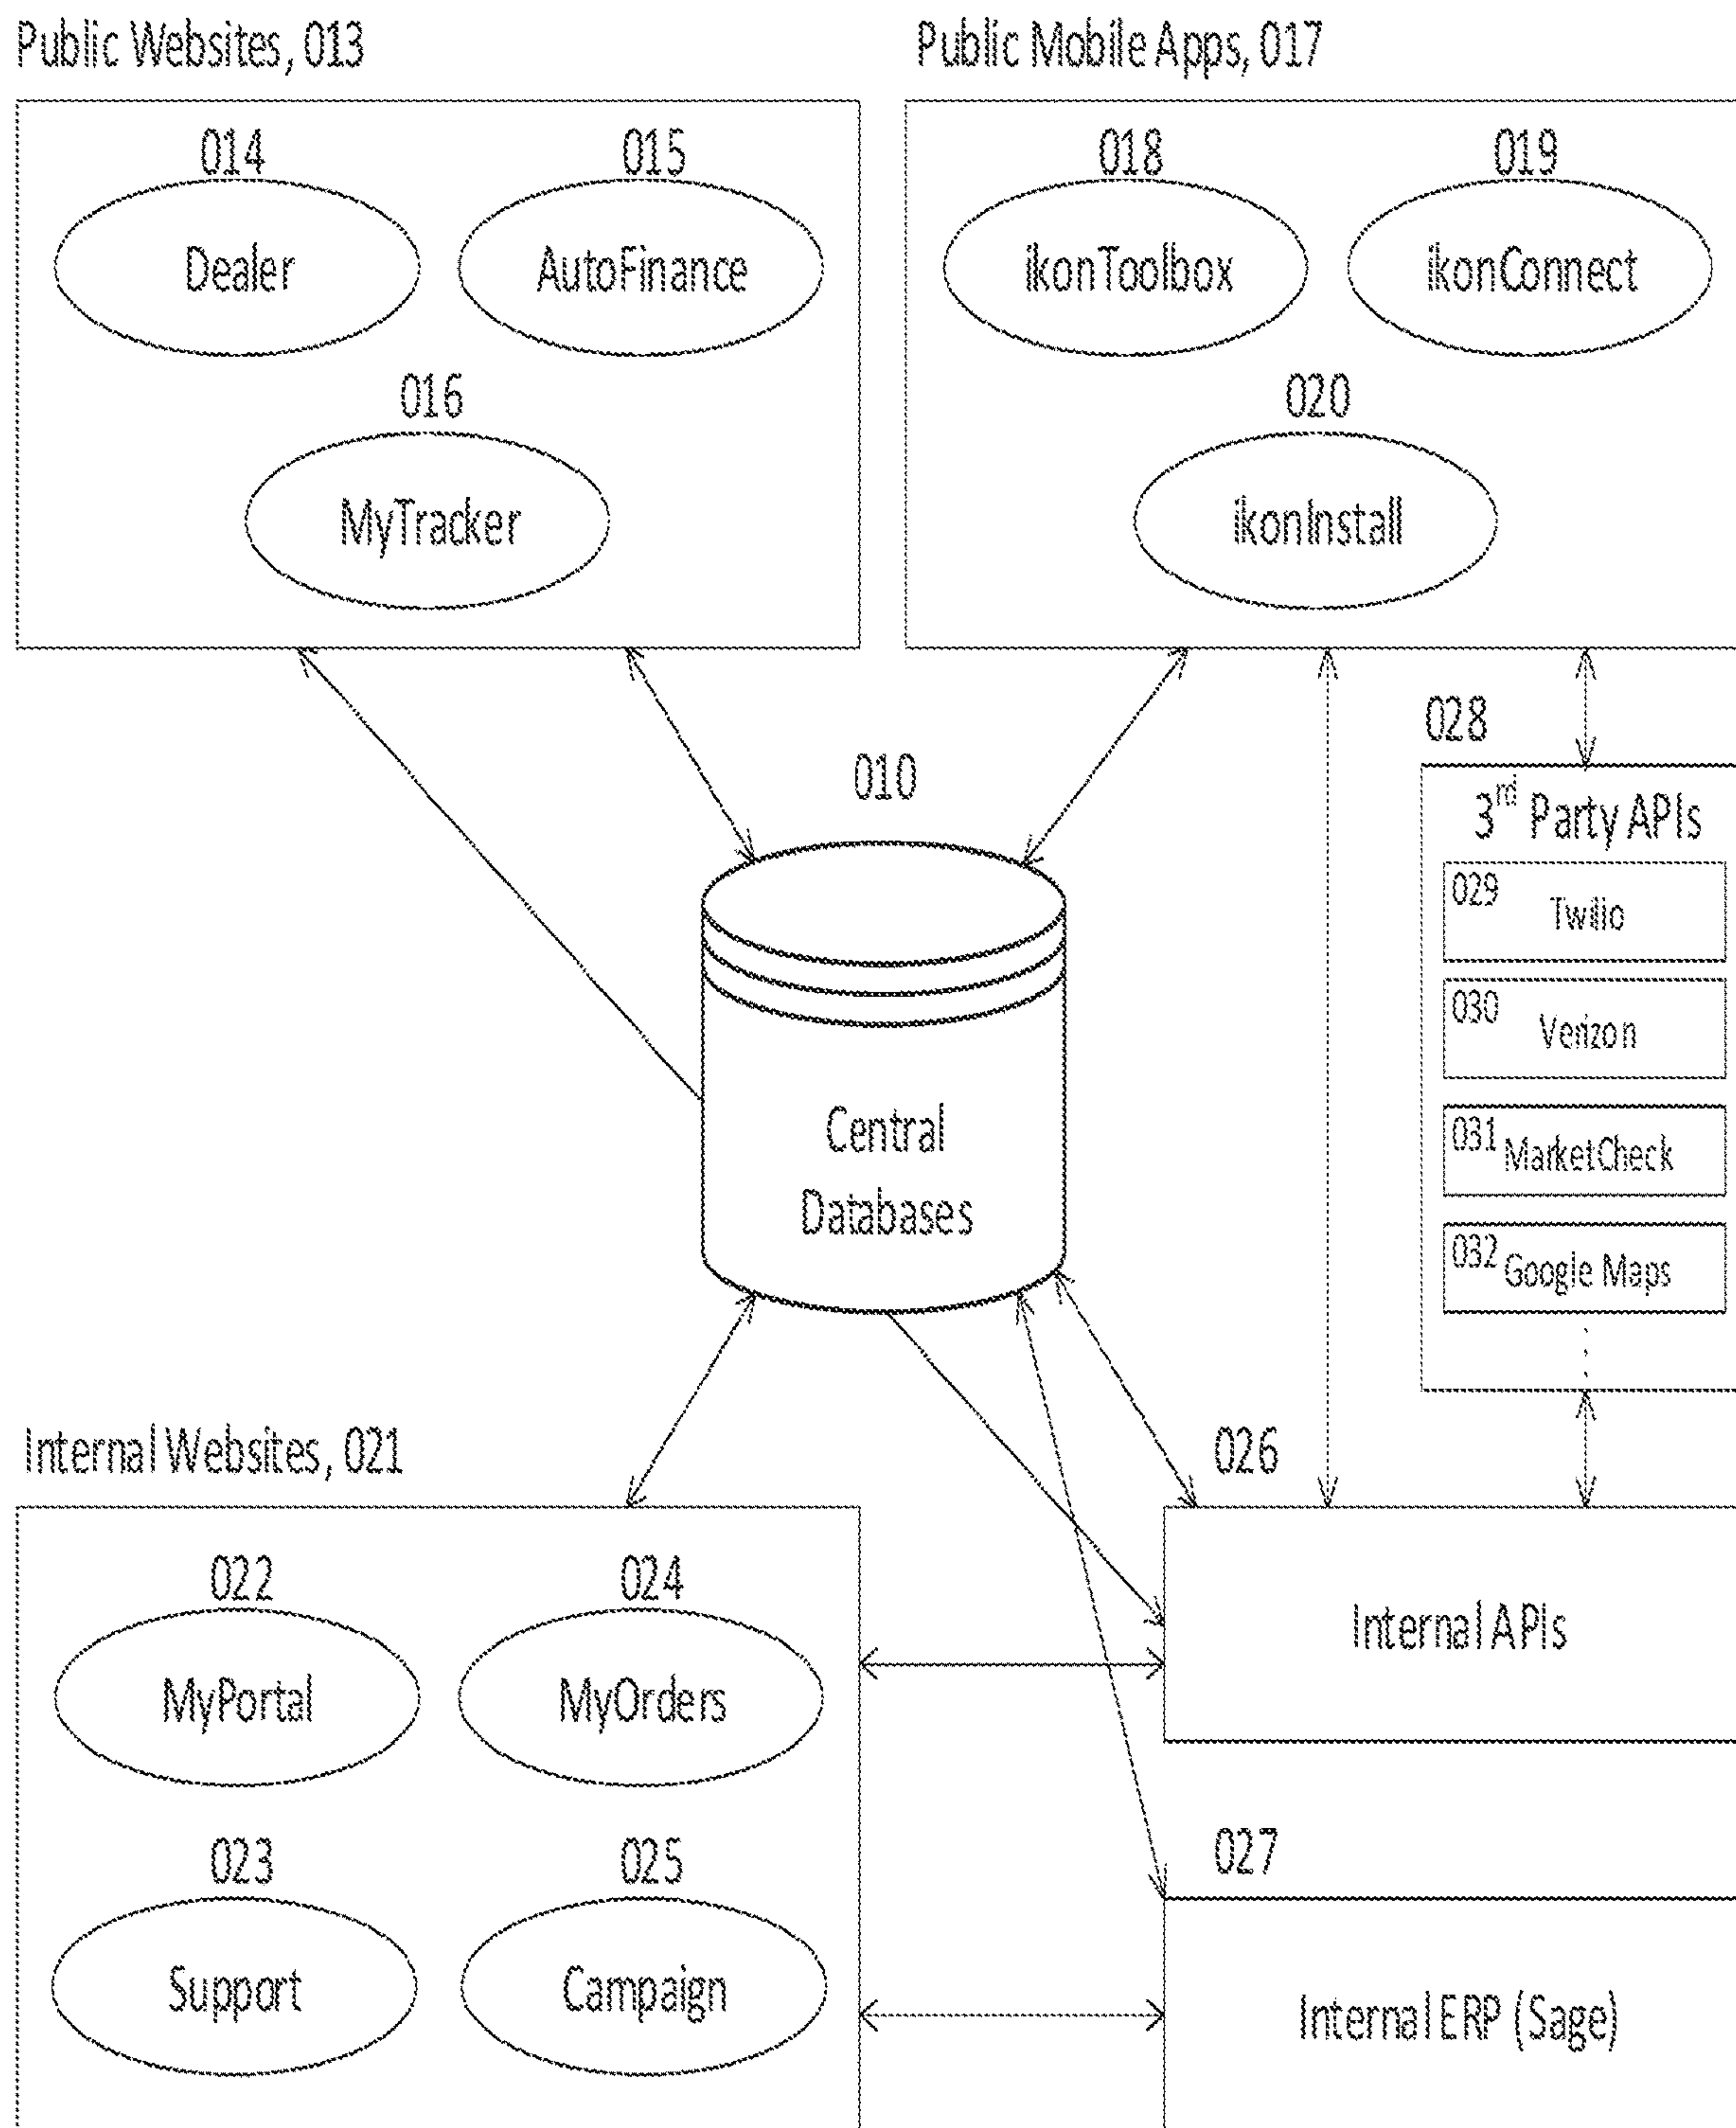 Public Websites, 013
Public Mobile Apps, 017
014
015
018
019
Dealer
AutoFinance
ikonToolbox
ikonConnect
016
020
MyTracker
ikonInstall
028
010
3rd Party APIs
029
Twilio
030
Verizon
031
MarketCheck
032
Google Maps
Central
Databases
Internal Websites, 021
026
022
024
MyPortal
MyOrders
Internal APIs
023
025
027
Support
Campaign
Internal ERP (Sage)